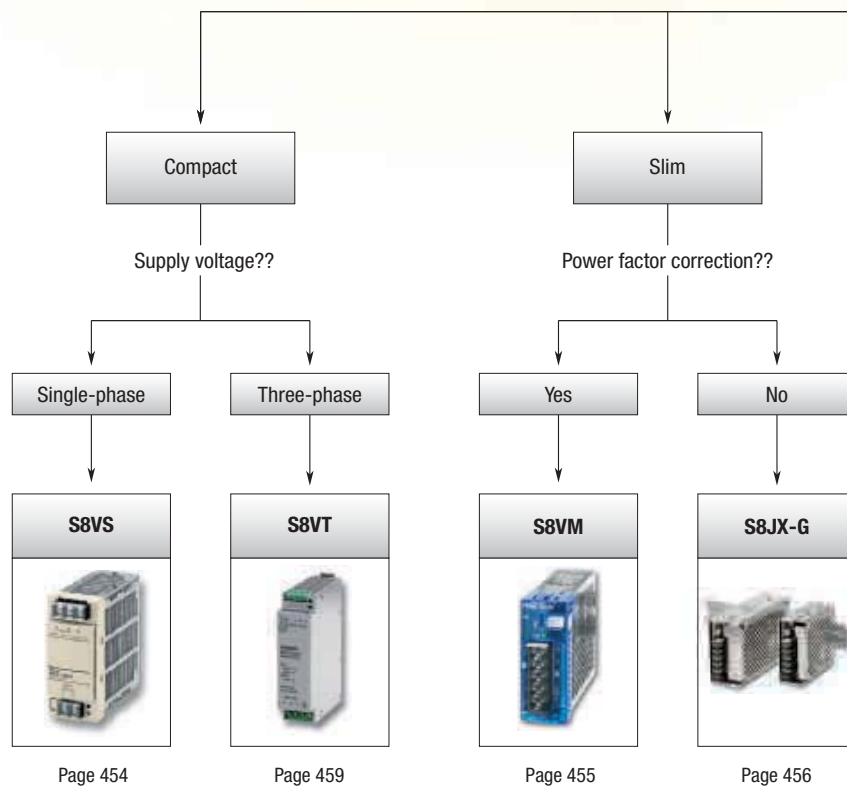 Compact
Slim
Supply voltage??
Power factor correction??
Single-phase
Three-phase
Yes
No
S8VS
S8VT
S8VM
S8JX-G
Page 454
Page 459
Page 455
Page 456